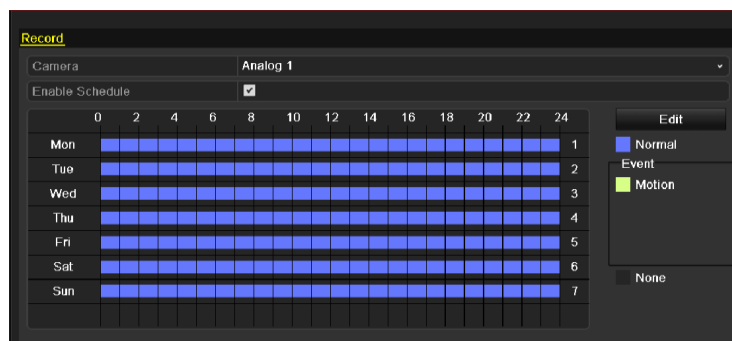 Record
Camera Analog 1
Enable Schedule
0 2 4 6 8 10 12 14 16 18 20 22 24
Edit
Mon 1
Normal
Tue 2
Event
Wed 3
Motion
Thu 4
Fri 5
Sat 6
None
Sun 7